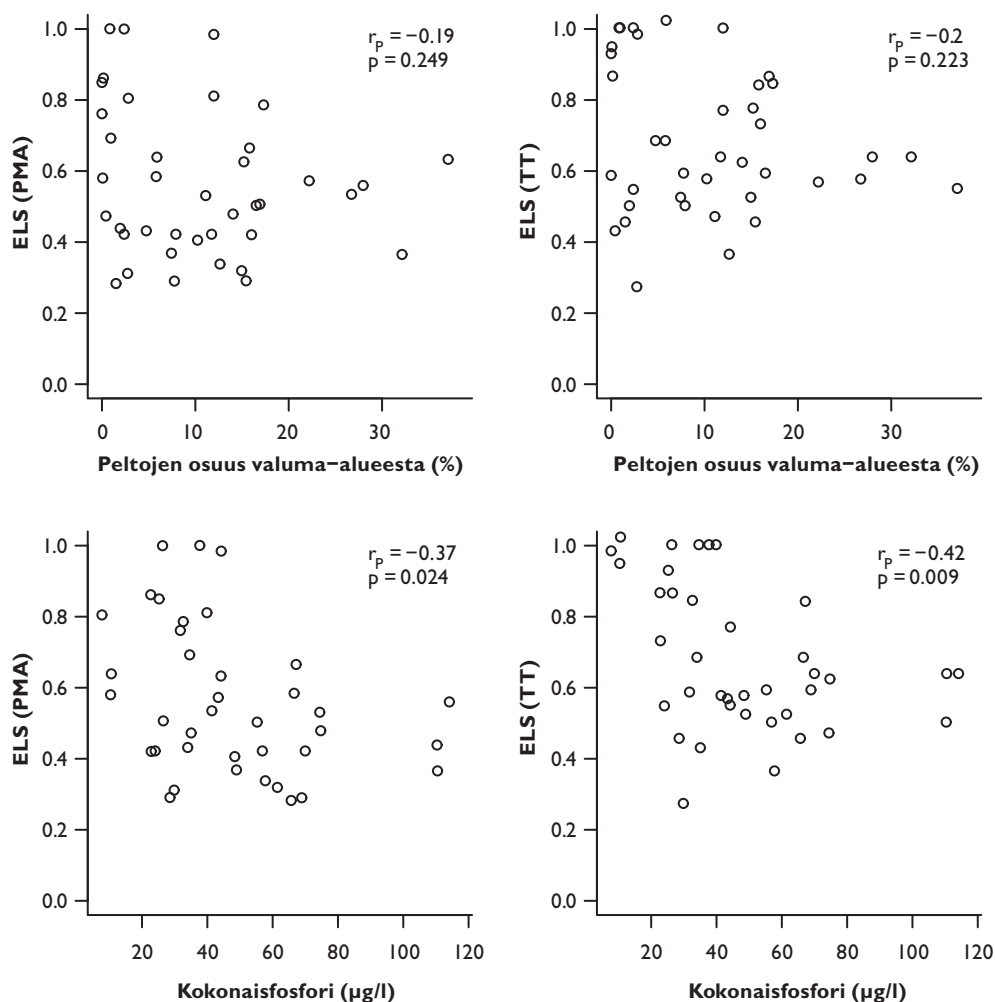 r_P = −0.19
p = 0.249
ELS (PMA)
1.0
0.8
0.6
0.4
0.2
0.0
0 10 20 30
Peltojen osuus valuma−alueesta (%)
r_P = −0.2
p = 0.223
ELS (TT)
1.0
0.8
0.6
0.4
0.2
0.0
0 10 20 30
Peltojen osuus valuma−alueesta (%)
r_P = −0.37
p = 0.024
ELS (PMA)
1.0
0.8
0.6
0.4
0.2
0.0
20 40 60 80 100 120
Kokonaisfosfori (µg/l)
r_P = −0.42
p = 0.009
ELS (TT)
1.0
0.8
0.6
0.4
0.2
0.0
20 40 60 80 100 120
Kokonaisfosfori (µg/l)